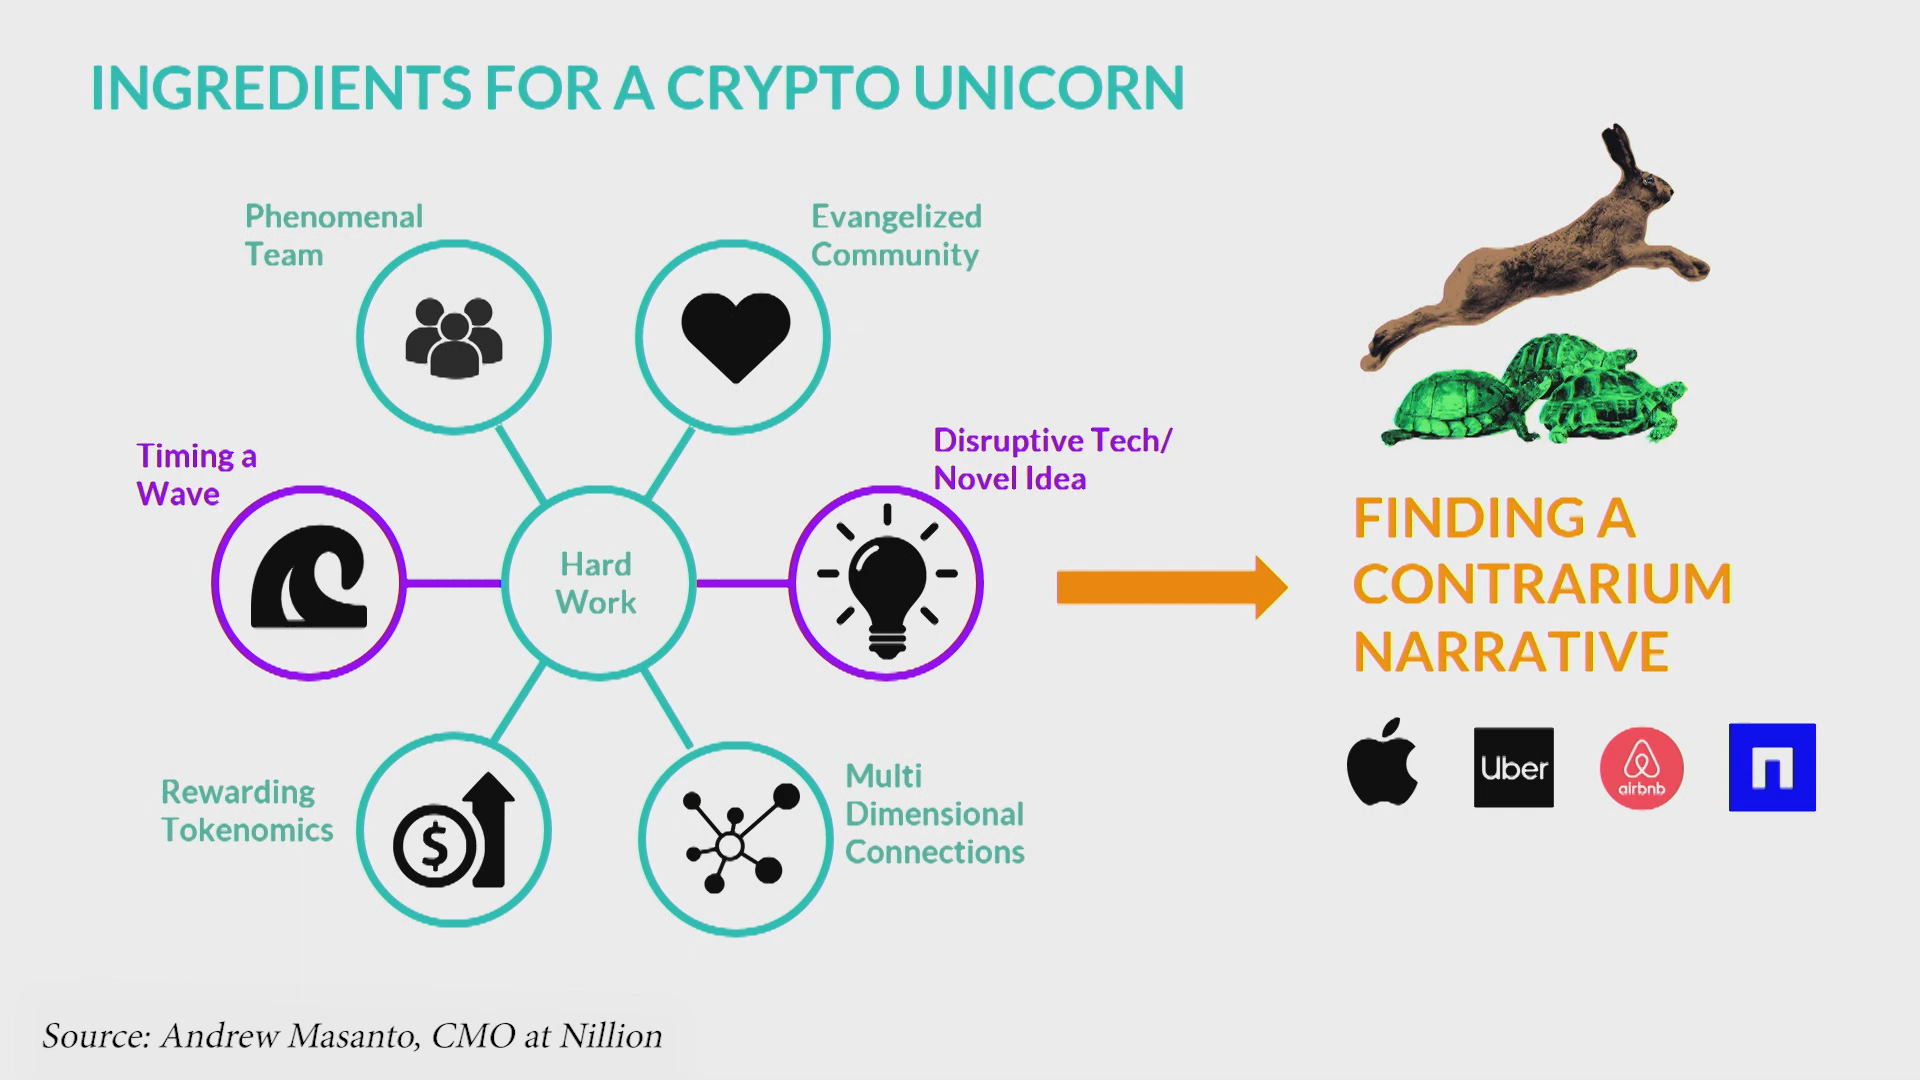 INGREDIENTS FOR A CRYPTO UNICORN
Phenomenal
Team
Evangelized
Community
Timing a
Wave
Disruptive Tech/
Novel Idea
Hard
Work
Rewarding
Tokenomics
$
Multi
Dimensional
Connections
FINDING A
CONTRARIUM
NARRATIVE
Uber
airbnb
n
Source: Andrew Masanto, CMO at Nillion